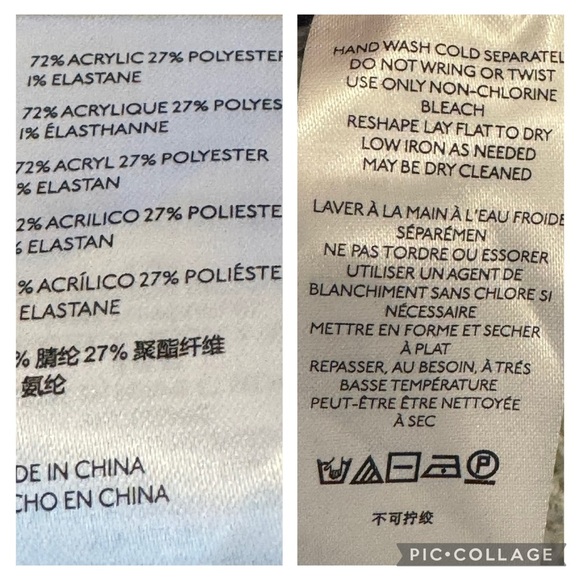 72% ACRYLIC 27% POLYESTER
1% ELASTANE
72% ACRYLIQUE 27% POLYES
1% ÉLASTHANNE
72% ACRYL 27% POLYESTER
% ELASTAN
2% ACRILICO 27% POLIESTE
% ELASTAN
% ACRÍLICO 27% POLIÉSTE
ELASTANE
% 腈纶 27% 聚酯纤维
氨纶
DE IN CHINA
CHO EN CHINA
HAND WASH COLD SEPARATEL
DO NOT WRING OR TWIST
USE ONLY NON-CHLORINE
BLEACH
RESHAPE LAY FLAT TO DRY
LOW IRON AS NEEDED
MAY BE DRY CLEANED
LAVER À LA MAIN À L'EAU FROIDE
SÉPARÉMEN
NE PAS TORDRE OU ESSORER
UTILISER UN AGENT DE
BLANCHIMENT SANS CHLORE SI
NÉCESSAIRE
METTRE EN FORME ET SECHER
À PLAT
REPASSER, AU BESOIN, À TRÉS
BASSE TEMPÉRATURE
PEUT-ÊTRE ÊTRE NETTOYÉE
À SEC
P
不可拧绞
PIC•COLLAGE